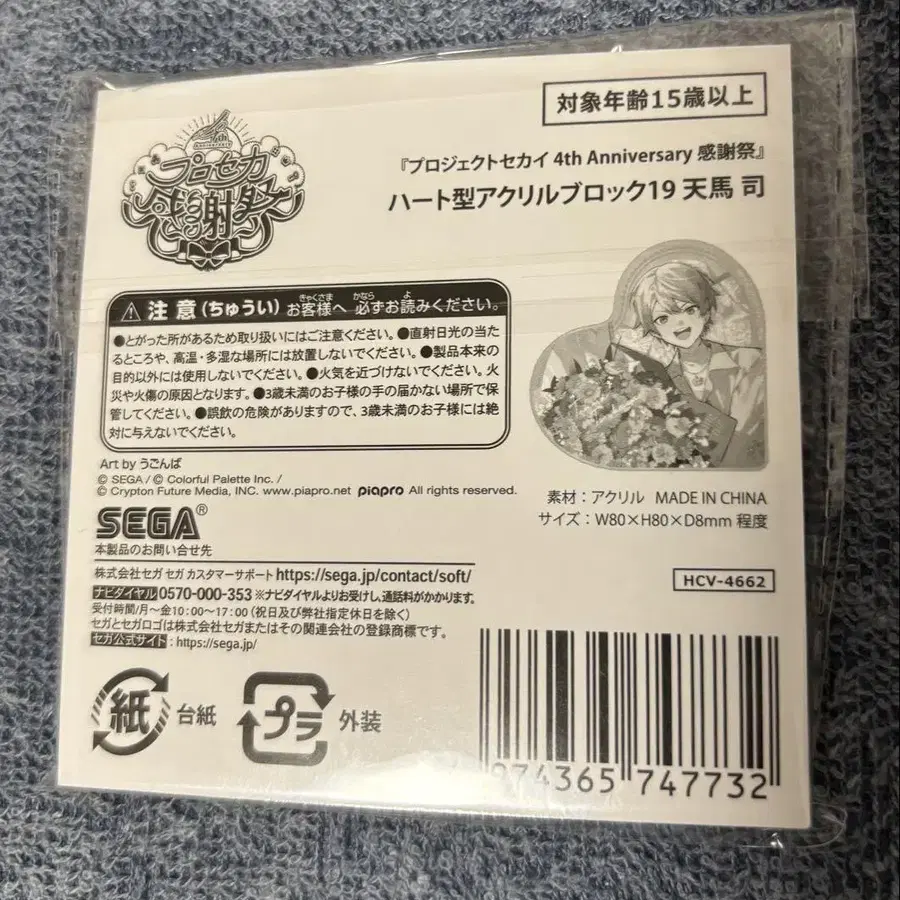 対象年齢15歳以上
4th
ANNIVERSARY
プロセカ
感謝祭
『プロジェクトセカイ 4th Anniversary 感謝祭』
ハート型アクリルブロック19 天馬 司
注 意 (ちゅうい) お客様へ 必ずお読みください。
きゃくさま かなら よ
●とがった所があるため取り扱いにはご注意ください。●直射日光の当た
るところや、高温・多湿な場所には放置しないでください。●製品本来の
目的以外には使用しないでください。●火気を近づけないでください。火
災や火傷の原因となります。●3歳未満のお子様の手の届かない場所で保
管してください。●誤飲の危険がありますので、3歳未満のお子様には絶
対に与えないでください。
Art by うごんば
© SEGA / © Colorful Palette Inc. /
© Crypton Future Media, INC. www.piapro.net piapro All rights reserved.
素材：アクリル MADE IN CHINA
サイズ：W80×H80×D8mm 程度
SEGA®
本製品のお問い合せ先
株式会社セガ セガ カスタマーサポート https://sega.jp/contact/soft/
ナビダイヤル 0570-000-353 ※ナビダイヤルよりお受けし、通話料がかかります。
受付時間/月～金10:00～17:00 (祝日及び弊社指定休日を除く)
セガとセガロゴは株式会社セガまたはその関連会社の登録商標です。
セガ公式サイト：https://sega.jp/
HCV-4662
紙 台紙
プラ 外装
974365 747732